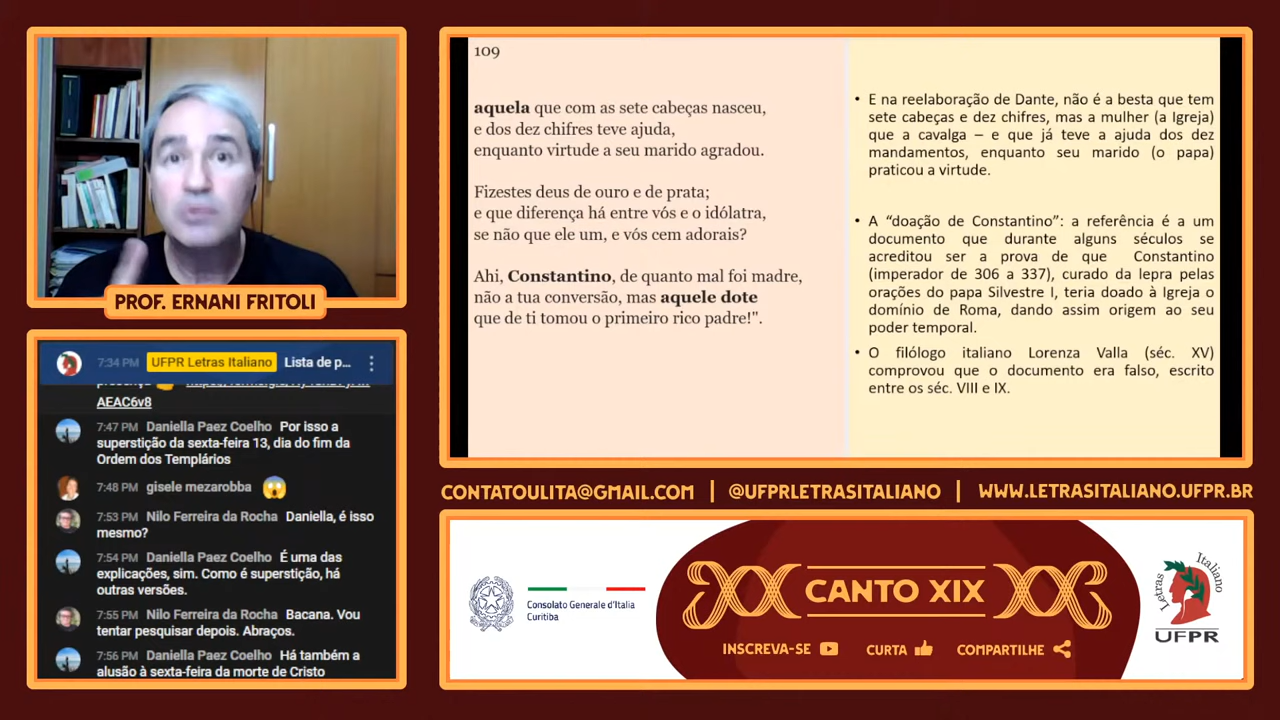 PROF. ERNANI FRITOLI
7:34 PM UFPR Letras Italiano Lista de p...
AEAC6v8
7:47 PM Daniella Paez Coelho Por isso a
superstição da sexta-feira 13, dia do fim da
Ordem dos Templários
7:48 PM gisele mezarobba
7:53 PM Nilo Ferreira da Rocha Daniella, é isso
mesmo?
7:54 PM Daniella Paez Coelho É uma das
explicações, sim. Como é superstição, há
outras versões.
7:55 PM Nilo Ferreira da Rocha Bacana. Vou
tentar pesquisar depois. Abraços.
7:56 PM Daniella Paez Coelho Há também a
alusão à sexta-feira da morte de Cristo
109
aquela que com as sete cabeças nasceu,
e dos dez chifres teve ajuda,
enquanto virtude a seu marido agradou.
Fizestes deus de ouro e de prata;
e que diferença há entre vós e o idólatra,
se não que ele um, e vós cem adorais?
Ahi, Constantino, de quanto mal foi madre,
não a tua conversão, mas aquele dote
que de ti tomou o primeiro rico padre!".
• E na reelaboração de Dante, não é a besta que tem
sete cabeças e dez chifres, mas a mulher (a Igreja)
que a cavalga – e que já teve a ajuda dos dez
mandamentos, enquanto seu marido (o papa)
praticou a virtude.
• A “doação de Constantino”: a referência é a um
documento que durante alguns séculos se
acreditou ser a prova de que Constantino
(imperador de 306 a 337), curado da lepra pelas
orações do papa Silvestre I, teria doado à Igreja o
domínio de Roma, dando assim origem ao seu
poder temporal.
• O filólogo italiano Lorenza Valla (séc. XV)
comprovou que o documento era falso, escrito
entre os séc. VIII e IX.
CONTATOULITA@GMAIL.COM | @UFPRLETRASITALIANO | WWW.LETRASITALIANO.UFPR.BR
Consolato Generale d'Italia
Curitiba
CANTO XIX
INSCREVA-SE CURTA COMPARTILHE
Letras Italiano
UFPR